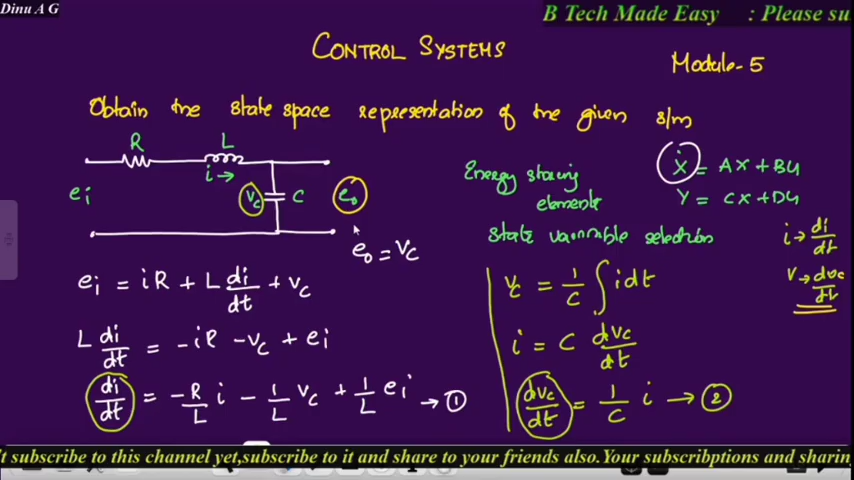 Dinu A G
B Tech Made Easy : Please su
CONTROL SYSTEMS
Module-5
Obtain the state space representation of the given s/m
R
L
i →
ei
Vc
C
eo
eo = Vc
Energy storing elements
State variable selection
Ẋ = AX + BU
Y = CX + DU
i → di/dt
V → dvc/dt
ei = iR + L di/dt + vc
L di/dt = -iR - vc + ei
di/dt = -R/L i - 1/L vc + 1/L ei → ①
Vc = 1/C ∫ i dt
i = C dvc/dt
dvc/dt = 1/C i → ②
't subscribe to this channel yet,subscribe to it and share to your friends also.Your subscribptions and sharin